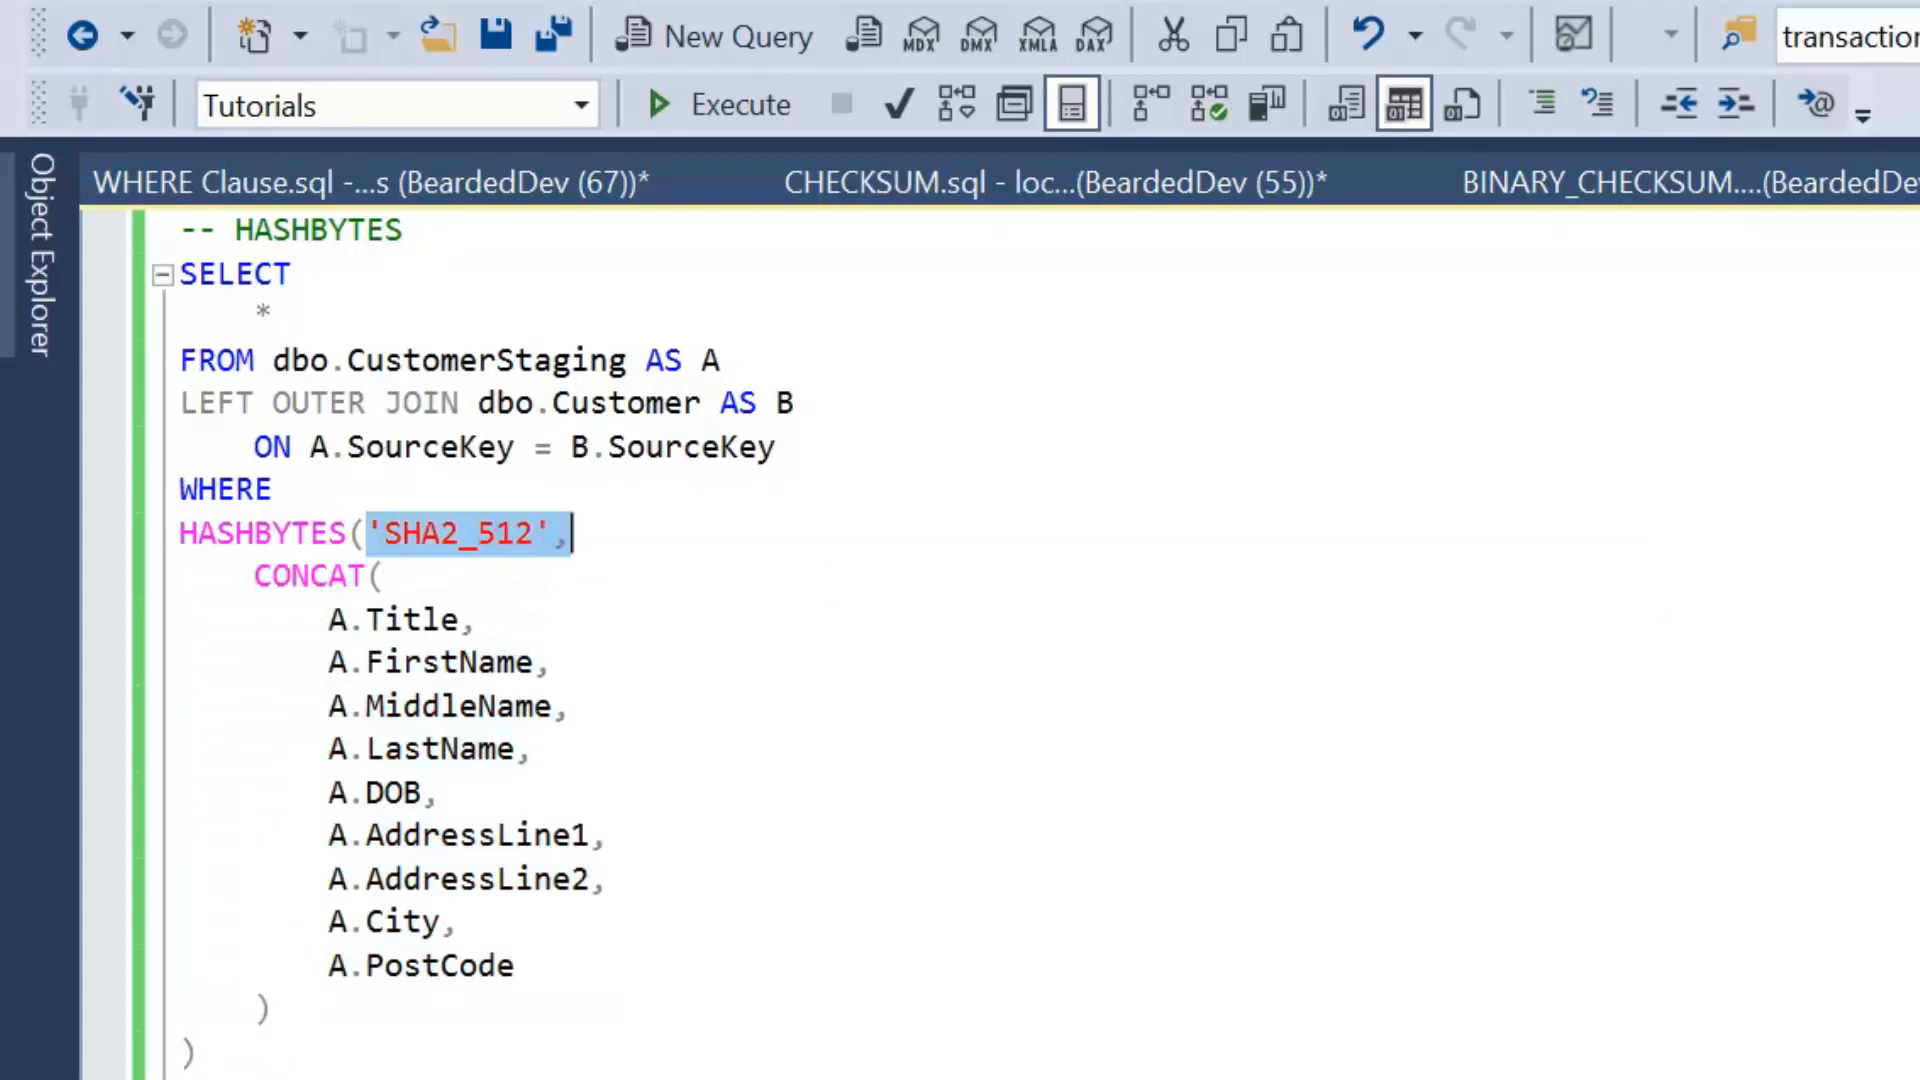 New Query
MDX
DMX
XMLA
DAX
transaction
Tutorials
Execute
Object Explorer
WHERE Clause.sql -...s (BeardedDev (67))*
CHECKSUM.sql - loc...(BeardedDev (55))*
BINARY_CHECKSUM....(BeardedDev
-- HASHBYTES
SELECT
*
FROM dbo.CustomerStaging AS A
LEFT OUTER JOIN dbo.Customer AS B
ON A.SourceKey = B.SourceKey
WHERE
HASHBYTES('SHA2_512',
CONCAT(
A.Title,
A.FirstName,
A.MiddleName,
A.LastName,
A.DOB,
A.AddressLine1,
A.AddressLine2,
A.City,
A.PostCode
)
)